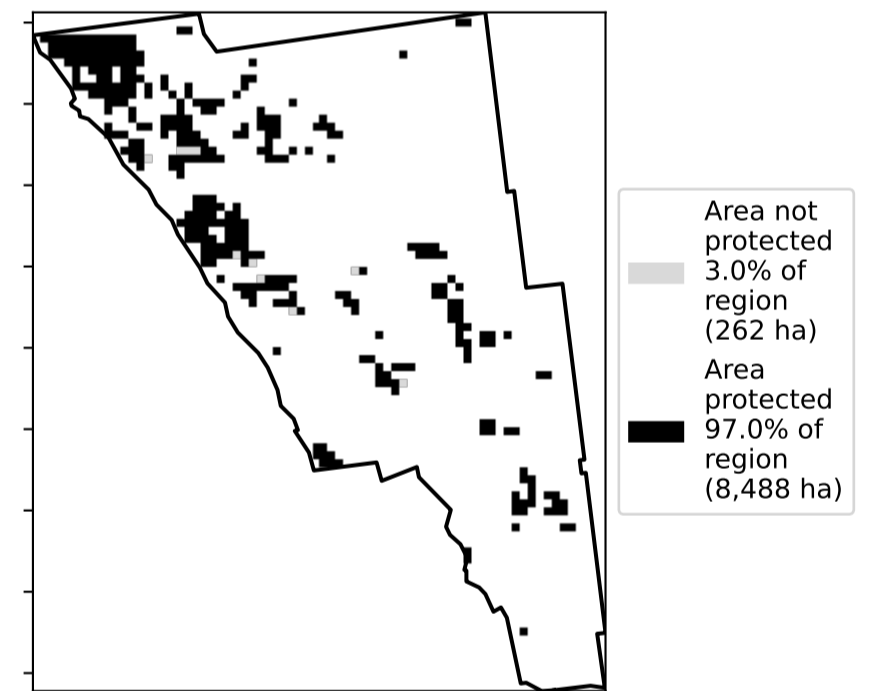 Area not
protected
3.0% of
region
(262 ha)
Area
protected
97.0% of
region
(8,488 ha)